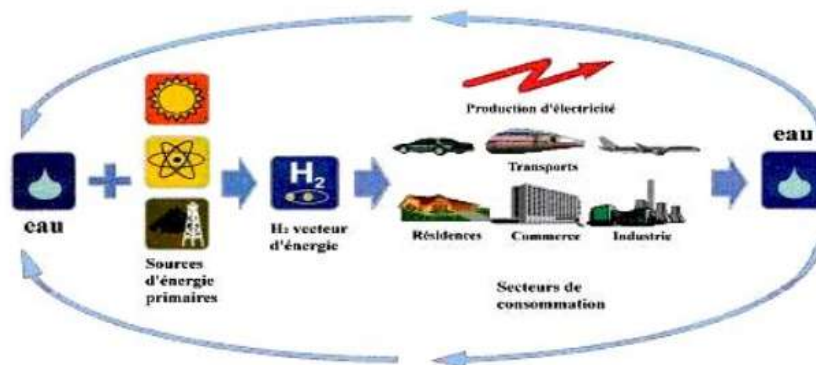 Production d'électricité
eau
Transports
H₂
eau
H₂ vecteur
d'énergie
Résidences
Commerce
Industrie
Sources
d'énergie
primaires
Secteurs de
consommation